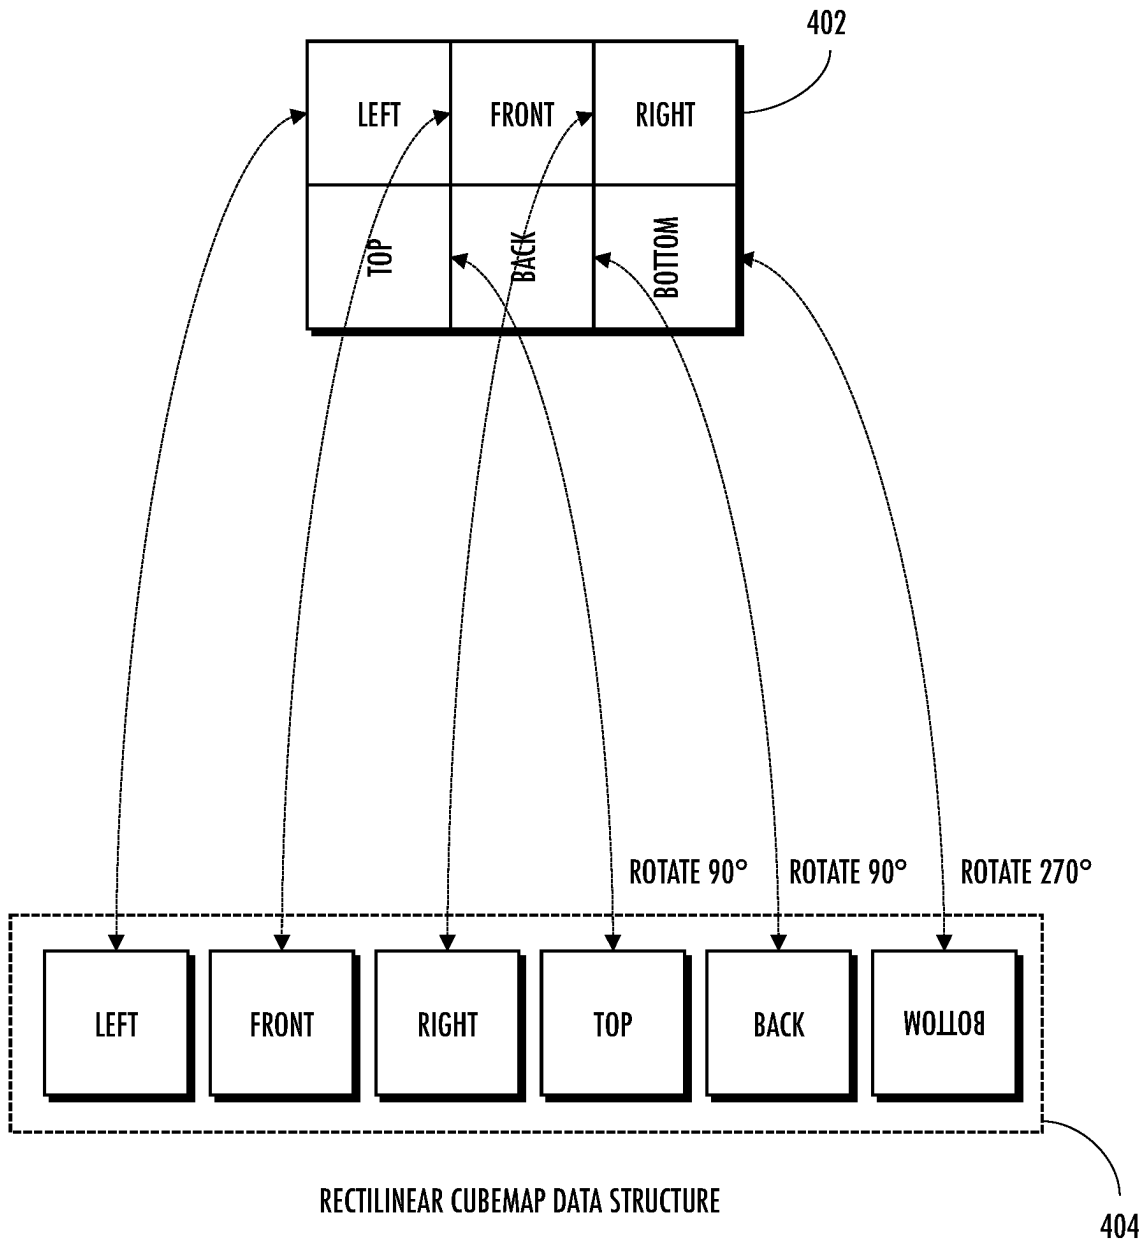 402
LEFT FRONT RIGHT
TOP BACK BOTTOM
ROTATE 90° ROTATE 90° ROTATE 270°
LEFT FRONT RIGHT TOP BACK BOTTOM
RECTILINEAR CUBEMAP DATA STRUCTURE
404